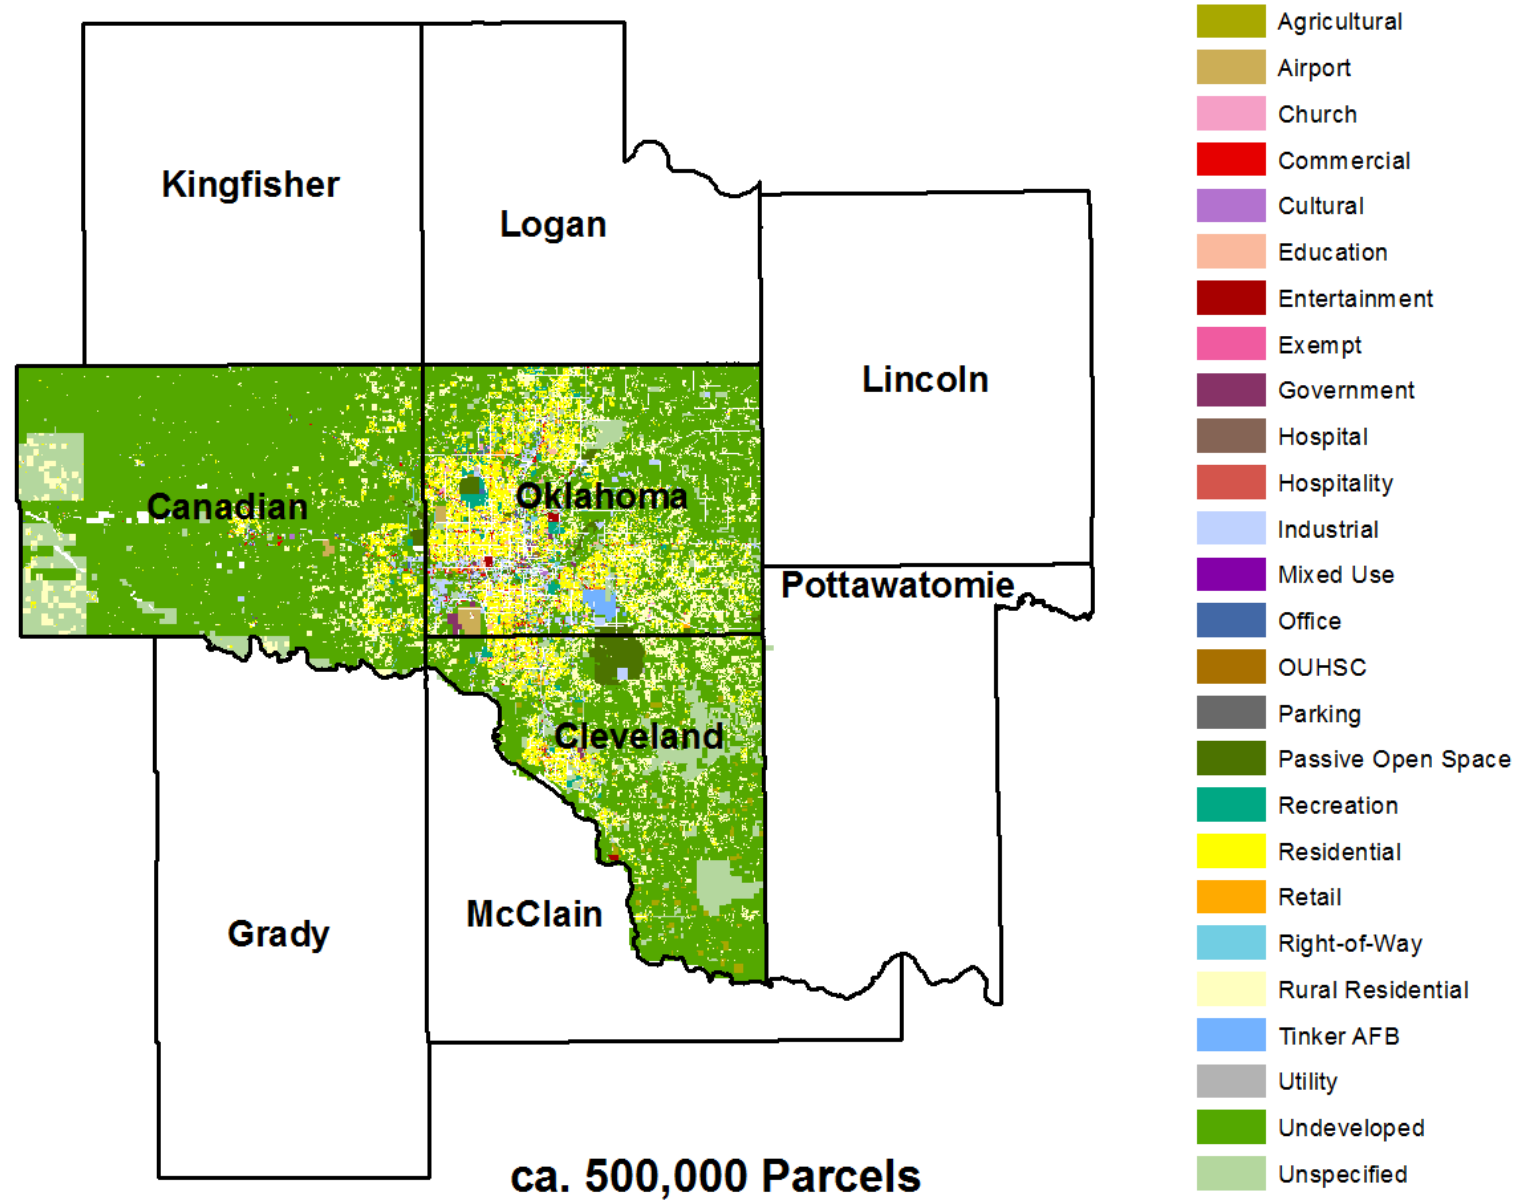 Kingfisher
Logan
Lincoln
Canadian
Oklahoma
Pottawatomie
Cleveland
McClain
Grady
ca. 500,000 Parcels
Agricultural
Airport
Church
Commercial
Cultural
Education
Entertainment
Exempt
Government
Hospital
Hospitality
Industrial
Mixed Use
Office
OUHSC
Parking
Passive Open Space
Recreation
Residential
Retail
Right-of-Way
Rural Residential
Tinker AFB
Utility
Undeveloped
Unspecified